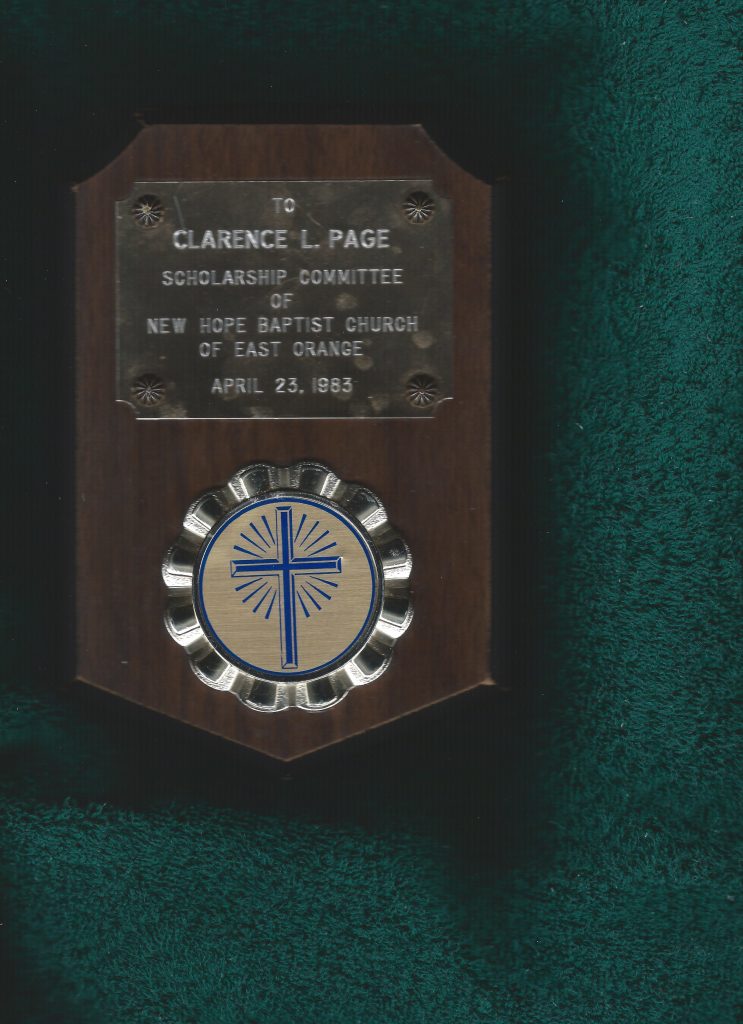 TO
CLARENCE L. PAGE
SCHOLARSHIP COMMITTEE
OF
NEW HOPE BAPTIST CHURCH
OF EAST ORANGE
APRIL 23, 1983